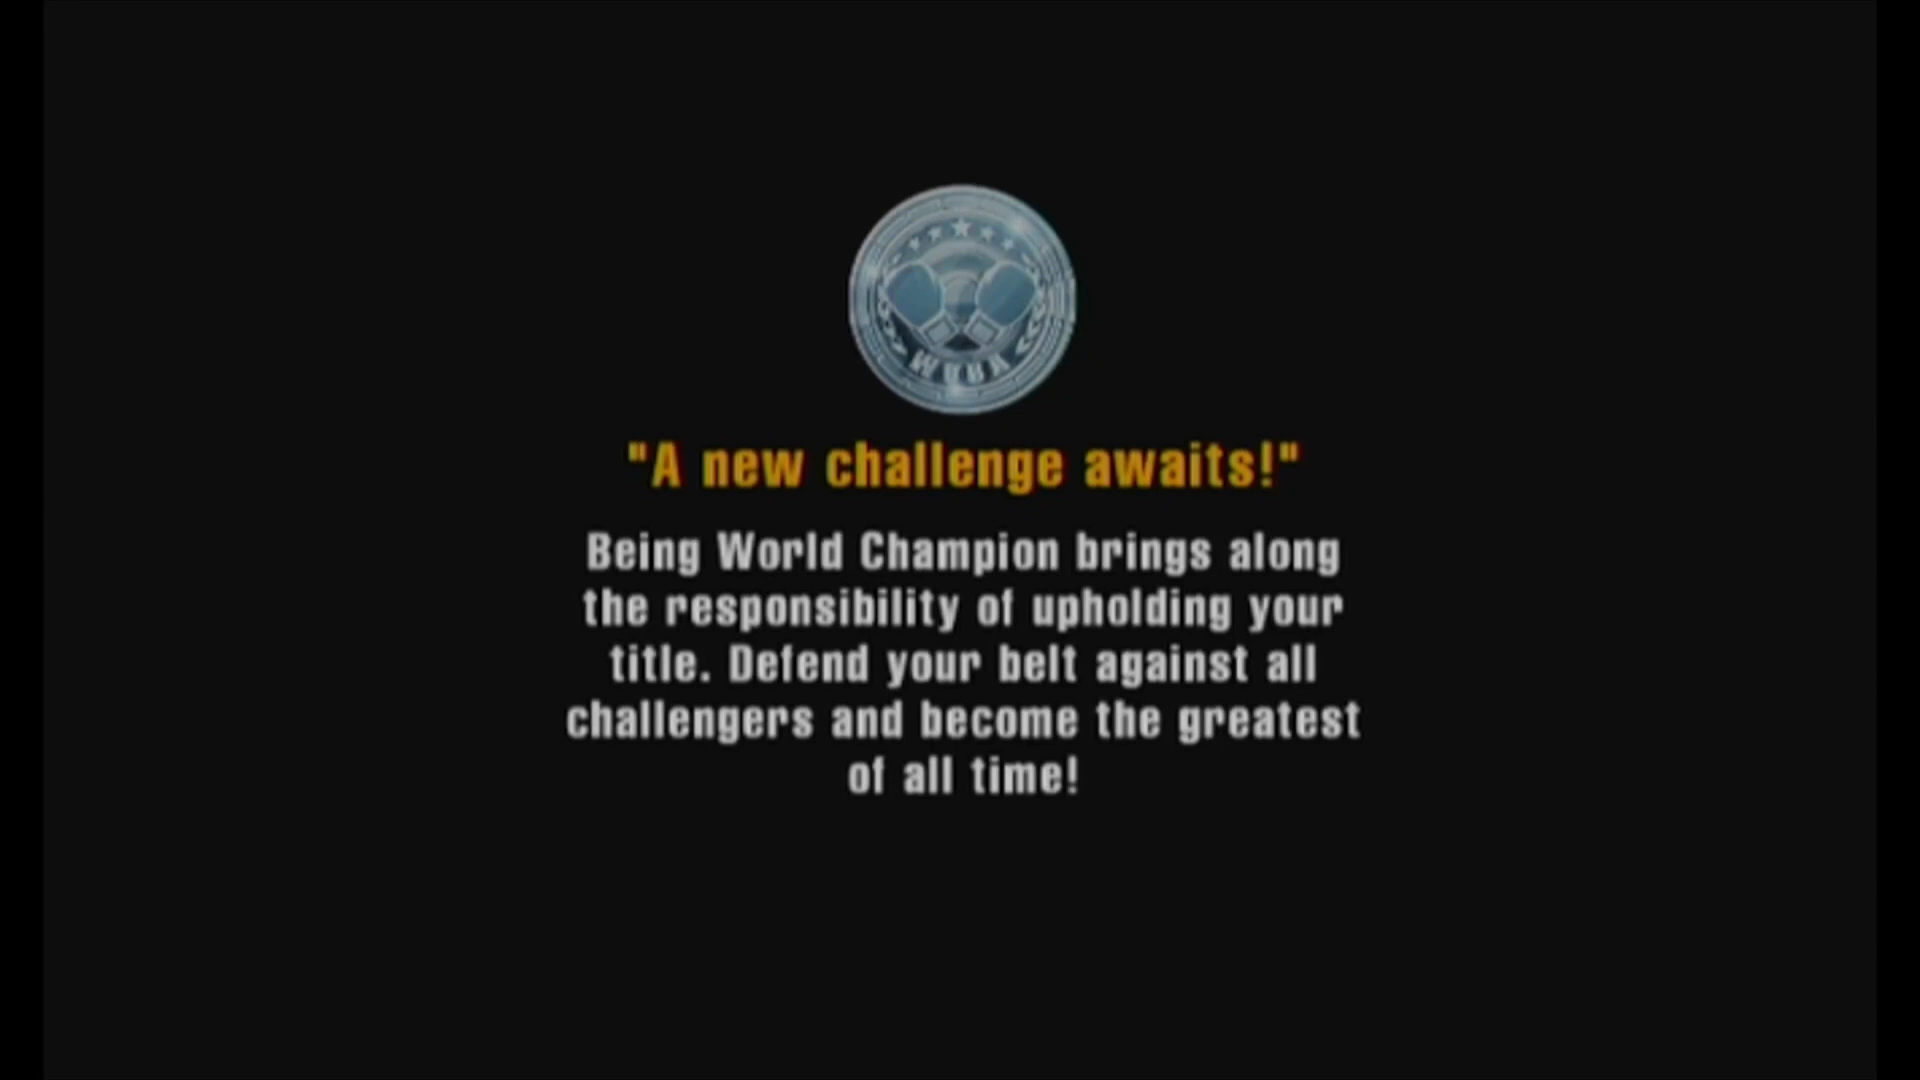 WVBA
"A new challenge awaits!"
Being World Champion brings along
the responsibility of upholding your
title. Defend your belt against all
challengers and become the greatest
of all time!